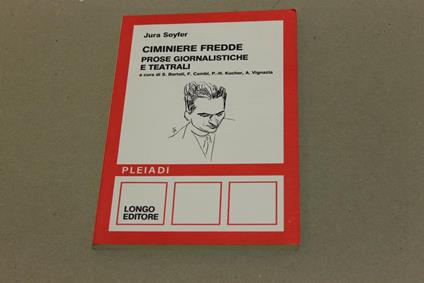 Jura Soyfer
CIMINIERE FREDDE
PROSE GIORNALISTICHE
E TEATRALI
a cura di S. Bartoli, F. Cambi, P.-H. Kucher, A. Vignazia
PLEIADI
LONGO
EDITORE